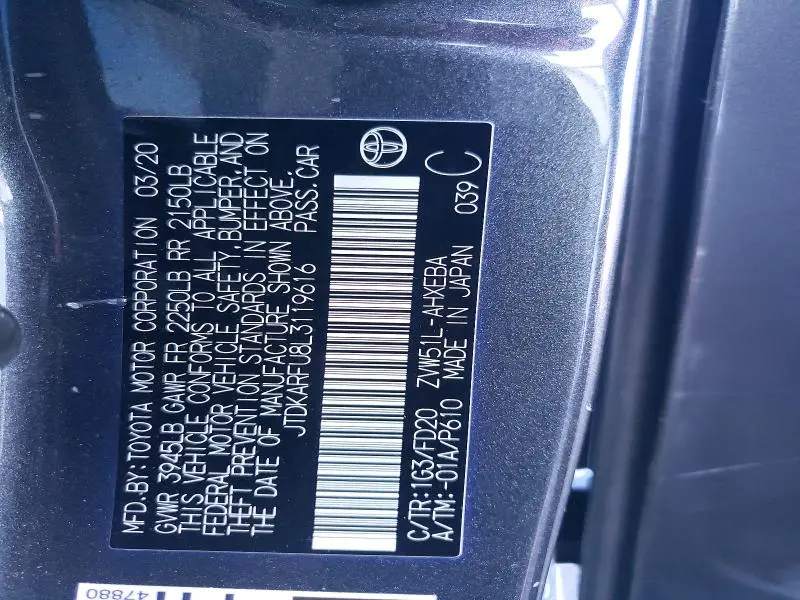 MFD.BY:TOYOTA MOTOR CORPORATION 03/20
GVWR 3945LB GAWR FR 2250LB RR 2150LB
THIS VEHICLE CONFORMS TO ALL APPLICABLE
FEDERAL MOTOR VEHICLE SAFETY,BUMPER,AND
THEFT PREVENTION STANDARDS IN EFFECT ON
THE DATE OF MANUFACTURE SHOWN ABOVE.
JTDKARFU8L3119616 PASS.CAR
C/TR:1G3/FD20 ZVW51L-AHXEBA
A/TM:-01A/P610 MADE IN JAPAN 039 C
47880